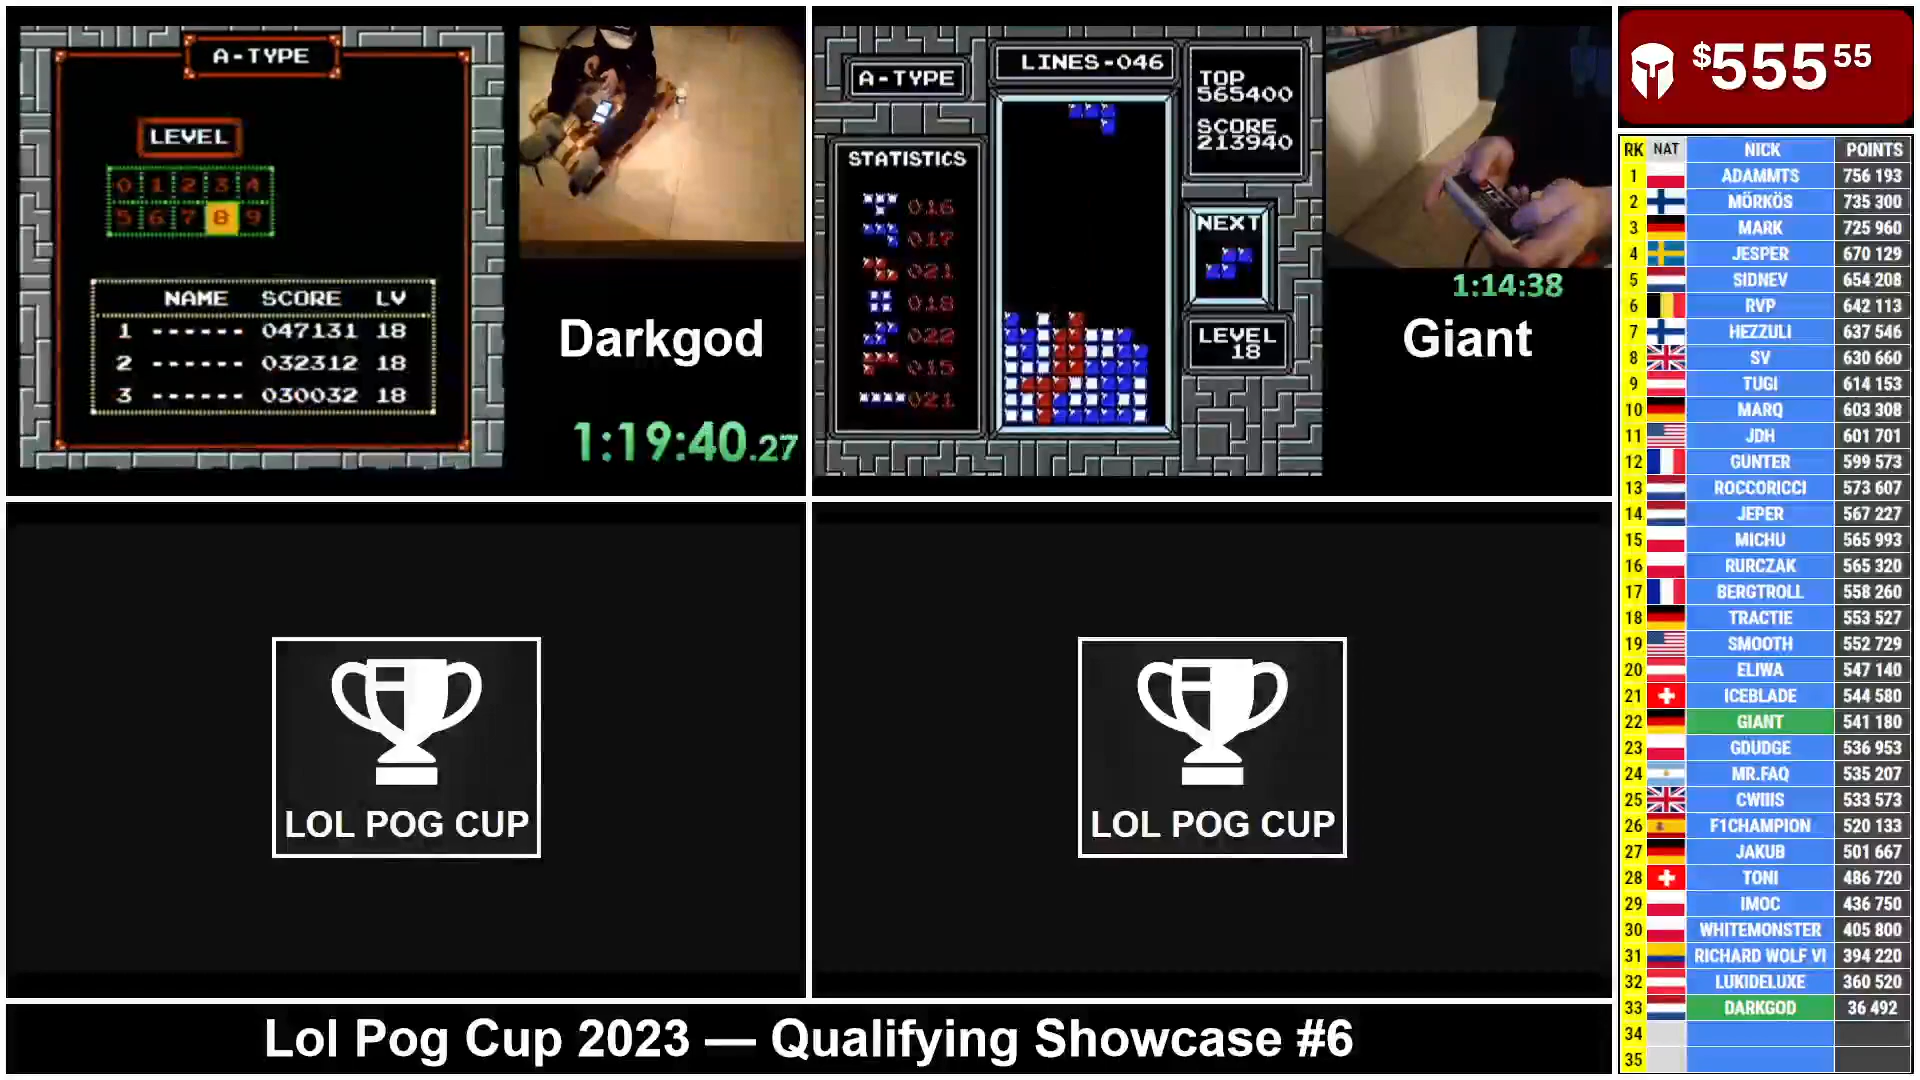 A-TYPE
LEVEL
0 1 2 3 4
5 6 7 8 9
NAME SCORE LV
1 ------ 047131 18
2 ------ 032312 18
3 ------ 030032 18
Darkgod
1:19:40.27
A-TYPE
LINES-046
TOP
565400
SCORE
213940
STATISTICS
016
017
021
018
022
015
021
NEXT
LEVEL
18
1:14:38
Giant
LOL POG CUP
LOL POG CUP
Lol Pog Cup 2023 — Qualifying Showcase #6
$555 55
RK NAT NICK POINTS
1 ADAMMTS 756 193
2 MÖRKÖS 735 300
3 MARK 725 960
4 JESPER 670 129
5 SIDNEV 654 208
6 RVP 642 113
7 HEZZULI 637 546
8 SV 630 660
9 TUGI 614 153
10 MARQ 603 308
11 JDH 601 701
12 GUNTER 599 573
13 ROCCORICCI 573 607
14 JEPER 567 227
15 MICHU 565 993
16 RURCZAK 565 320
17 BERGTROLL 558 260
18 TRACTIE 553 527
19 SMOOTH 552 729
20 ELIWA 547 140
21 ICEBLADE 544 580
22 GIANT 541 180
23 GDUDGE 536 953
24 MR.FAQ 535 207
25 CWIIIS 533 573
26 F1CHAMPION 520 133
27 JAKUB 501 667
28 TONI 486 720
29 IMOC 436 750
30 WHITEMONSTER 405 800
31 RICHARD WOLF VI 394 220
32 LUKIDELUXE 360 520
33 DARKGOD 36 492
34
35